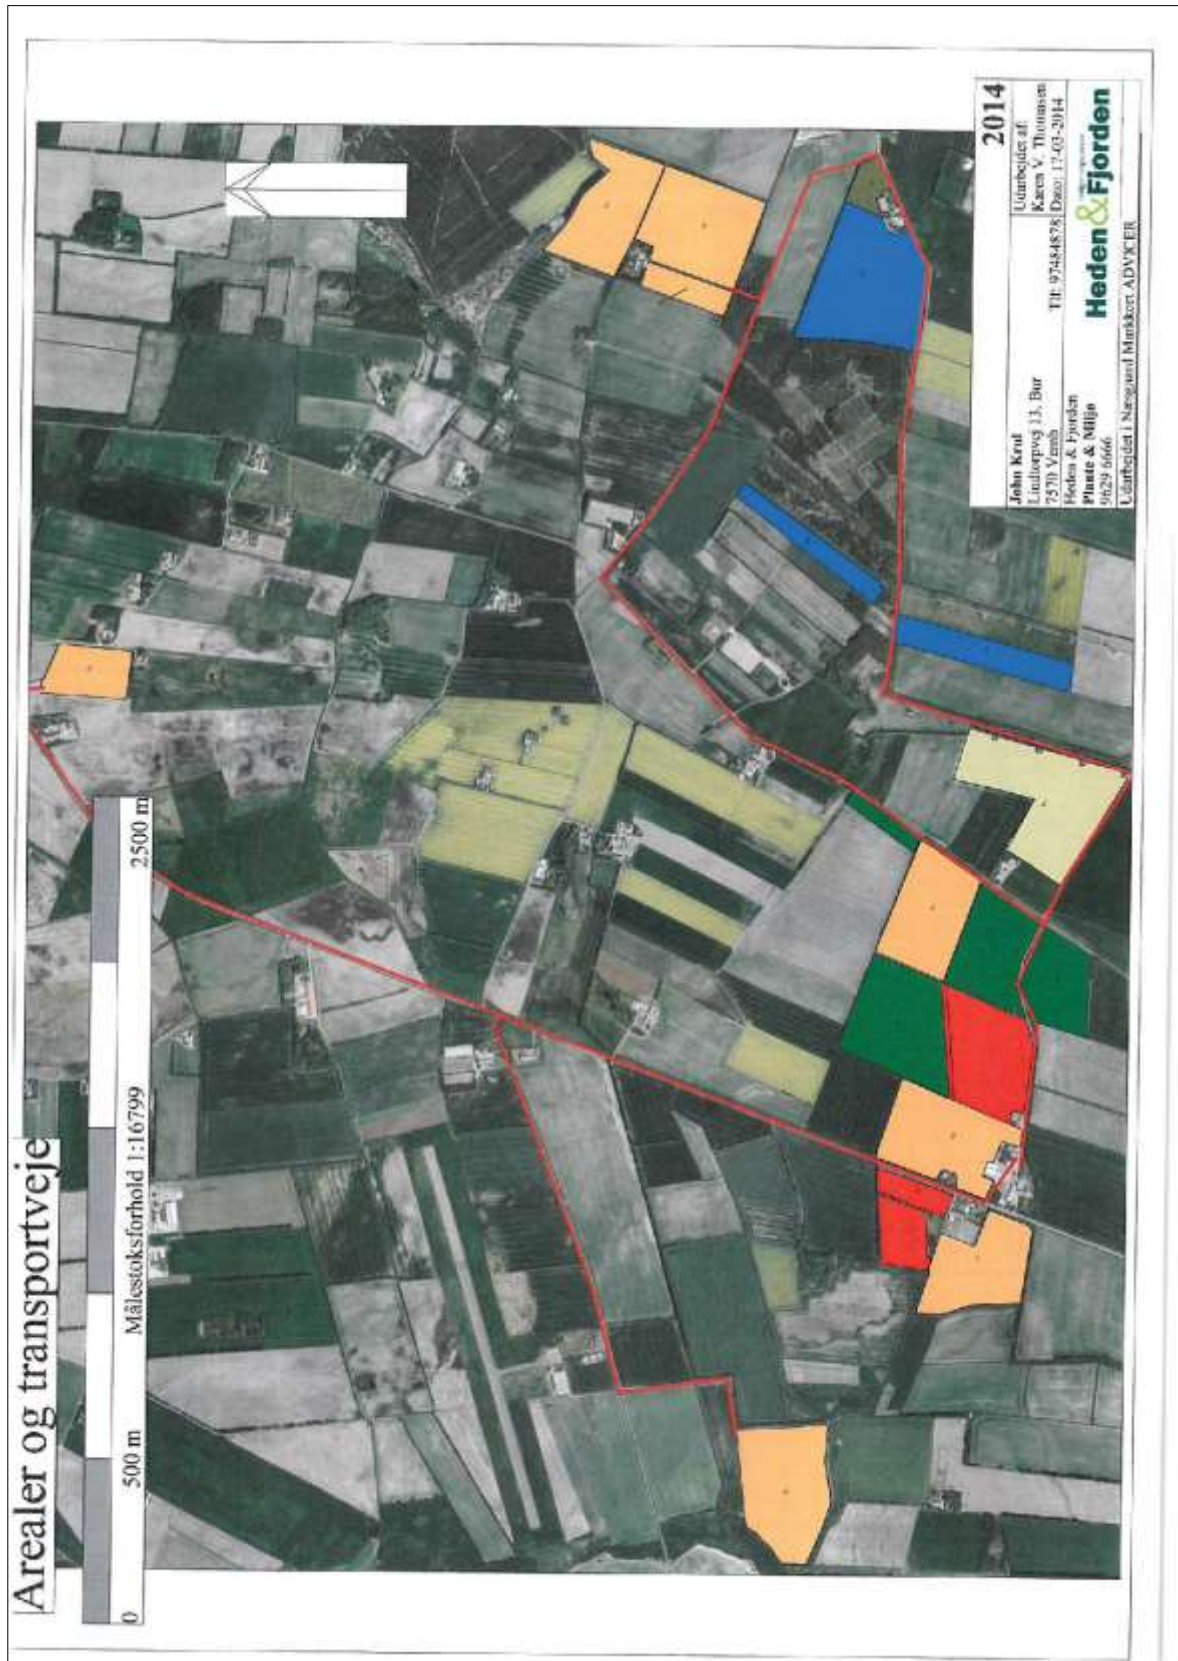 Arealer og transportveje
0
500 m
2500 m
Målestoksforhold 1:16799
2014
John Krul
Lindtorpvej 13, Bur
7570 Vemb
Tlf: 97484878
Udarbejdet af:
Karen V. Thomasen
Dato: 17-03-2014
Heden & Fjorden
Plante & Miljø
9629 6666
Heden&Fjorden
Udarbejdet i Næsgaard Markkort ADVICER